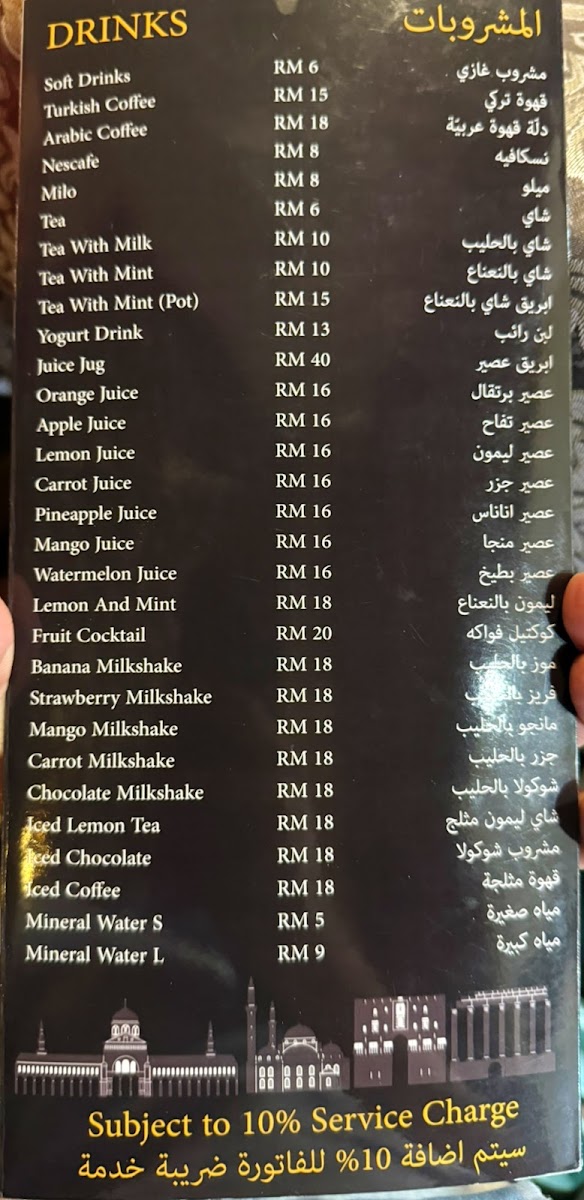 DRINKS المشروبات
Soft Drinks RM 6 مشروب غازي
Turkish Coffee RM 15 قهوة تركي
Arabic Coffee RM 18 دلّة قهوة عربيّة
Nescafe RM 8 نسكافيه
Milo RM 8 ميلو
Tea RM 6 شاي
Tea With Milk RM 10 شاي بالحليب
Tea With Mint RM 10 شاي بالنعناع
Tea With Mint (Pot) RM 15 ابريق شاي بالنعناع
Yogurt Drink RM 13 لبن رائب
Juice Jug RM 40 ابريق عصير
Orange Juice RM 16 عصير برتقال
Apple Juice RM 16 عصير تفاح
Lemon Juice RM 16 عصير ليمون
Carrot Juice RM 16 عصير جزر
Pineapple Juice RM 16 عصير اناناس
Mango Juice RM 16 عصير منجا
Watermelon Juice RM 16 عصير بطيخ
Lemon And Mint RM 18 ليمون بالنعناع
Fruit Cocktail RM 20 كوكتيل فواكه
Banana Milkshake RM 18 موز بالحليب
Strawberry Milkshake RM 18 فريز بالحليب
Mango Milkshake RM 18 مانجو بالحليب
Carrot Milkshake RM 18 جزر بالحليب
Chocolate Milkshake RM 18 شوكولا بالحليب
Iced Lemon Tea RM 18 شاي ليمون مثلج
Iced Chocolate RM 18 مشروب شوكولا
Iced Coffee RM 18 قهوة مثلجة
Mineral Water S RM 5 مياه صغيرة
Mineral Water L RM 9 مياه كبيرة
Subject to 10% Service Charge
سيتم اضافة 10% للفاتورة ضريبة خدمة